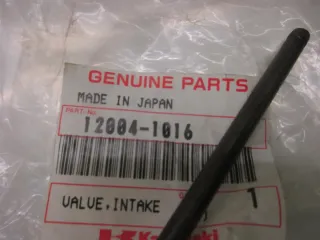 GENUINE PARTS
MADE IN JAPAN
PART No.
12004-1016
VALVE, INTAKE
1